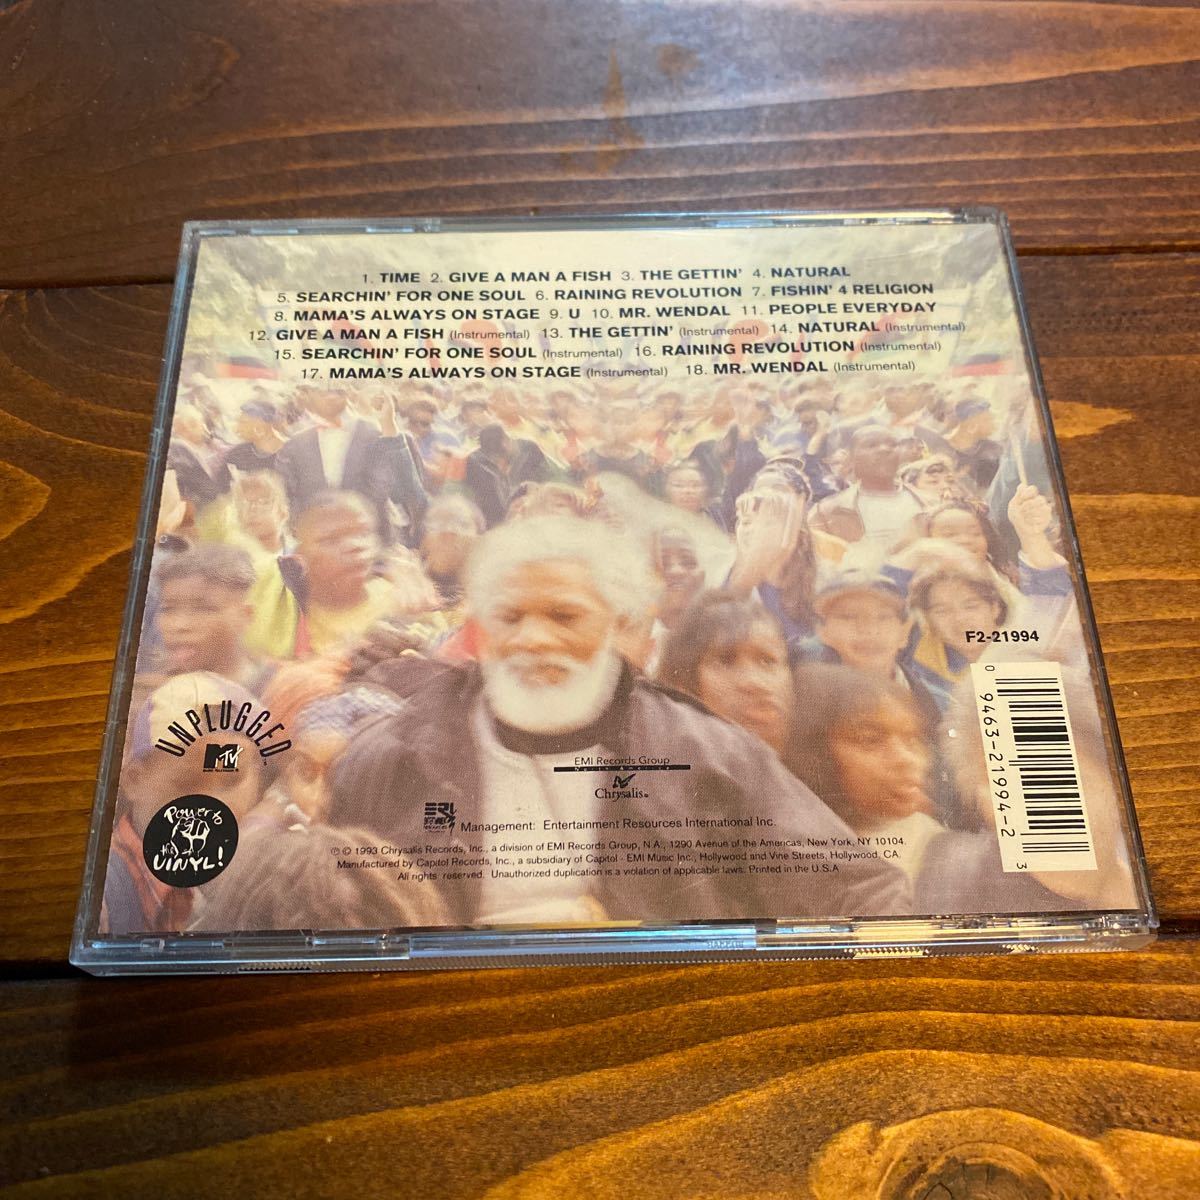 1. TIME 2. GIVE A MAN A FISH 3. THE GETTIN' 4. NATURAL
5. SEARCHIN' FOR ONE SOUL 6. RAINING REVOLUTION 7. FISHIN' 4 RELIGION
8. MAMA'S ALWAYS ON STAGE 9. U 10. MR. WENDAL 11. PEOPLE EVERYDAY
12. GIVE A MAN A FISH (Instrumental) 13. THE GETTIN' (Instrumental) 14. NATURAL (Instrumental)
15. SEARCHIN' FOR ONE SOUL (Instrumental) 16. RAINING REVOLUTION (Instrumental)
17. MAMA'S ALWAYS ON STAGE (Instrumental) 18. MR. WENDAL (Instrumental)
F2-21994
0 9463-21994-2 3
UNPLUGGED™
MTV
Power to
the
VINYL!
EMI Records Group
North America
Chrysalis
ERI
Management: Entertainment Resources International Inc.
℗ © 1993 Chrysalis Records, Inc., a division of EMI Records Group, N.A., 1290 Avenue of the Americas, New York, NY 10104.
Manufactured by Capitol Records, Inc., a subsidiary of Capitol - EMI Music Inc., Hollywood and Vine Streets, Hollywood, CA.
All rights reserved. Unauthorized duplication is a violation of applicable laws. Printed in the U.S.A